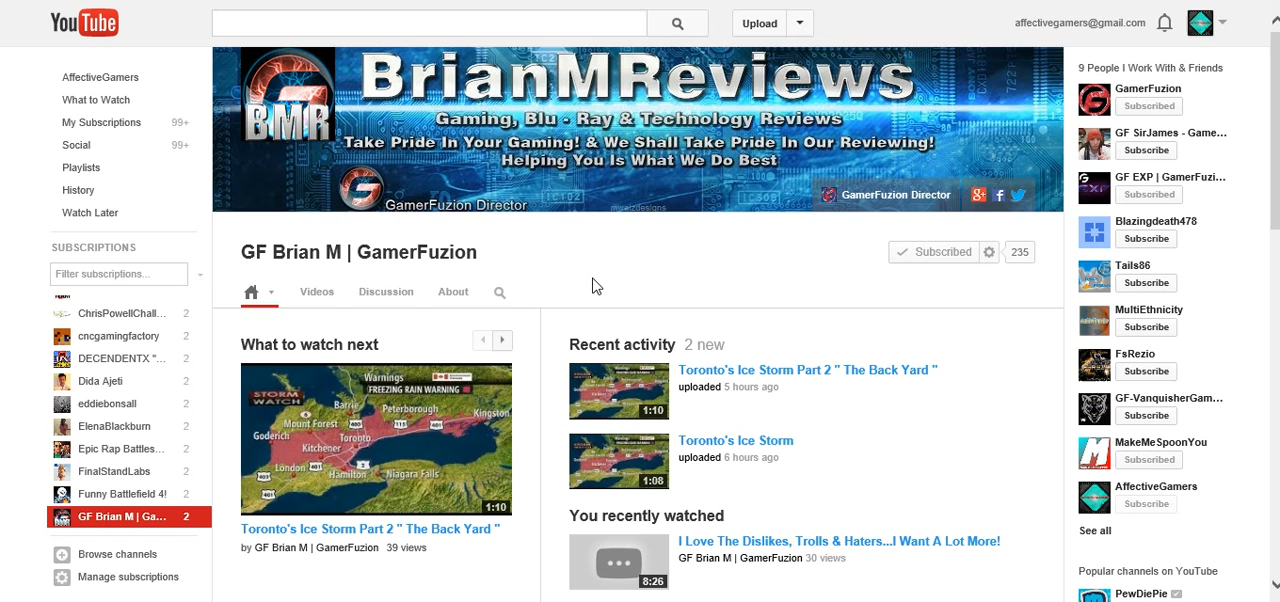 YouTube
Upload
affectivegamers@gmail.com
AffectiveGamers
What to Watch
My Subscriptions 99+
Social 99+
Playlists
History
Watch Later
SUBSCRIPTIONS
Filter subscriptions...
ChrisPowellChall... 2
cncgamingfactory 2
DECENDENTX "... 2
Dida Ajeti 2
eddiebonsall 2
ElenaBlackburn 2
Epic Rap Battles... 2
FinalStandLabs 2
Funny Battlefield 4! 2
GF Brian M | Ga... 2
Browse channels
Manage subscriptions
BMR
BrianMReviews
Gaming, Blu - Ray & Technology Reviews
Take Pride In Your Gaming! & We Shall Take Pride In Our Reviewing!
Helping You Is What We Do Best
GamerFuzion Director
mwalzdesigns
GamerFuzion Director
GF Brian M | GamerFuzion
Subscribed 235
Videos Discussion About
What to watch next
STORM WATCH
Warnings
FREEZING RAIN WARNING
Barrie
Peterborough
Kingston
Mount Forest
Goderich
Toronto
Kitchener
London
Hamilton
Niagara Falls
400
115
401
401
403
402
401
1:10
Toronto's Ice Storm Part 2 " The Back Yard "
by GF Brian M | GamerFuzion 39 views
Recent activity 2 new
1:10
Toronto's Ice Storm Part 2 " The Back Yard "
uploaded 5 hours ago
1:08
Toronto's Ice Storm
uploaded 6 hours ago
You recently watched
8:26
I Love The Dislikes, Trolls & Haters...I Want A Lot More!
GF Brian M | GamerFuzion 30 views
9 People I Work With & Friends
GamerFuzion
Subscribed
GF SirJames - Game...
Subscribe
GF EXP | GamerFuzi...
Subscribed
Blazingdeath478
Subscribe
Tails86
Subscribe
MultiEthnicity
Subscribe
FsRezio
Subscribe
GF-VanquisherGam...
Subscribe
MakeMeSpoonYou
Subscribed
AffectiveGamers
Subscribe
See all
Popular channels on YouTube
PewDiePie